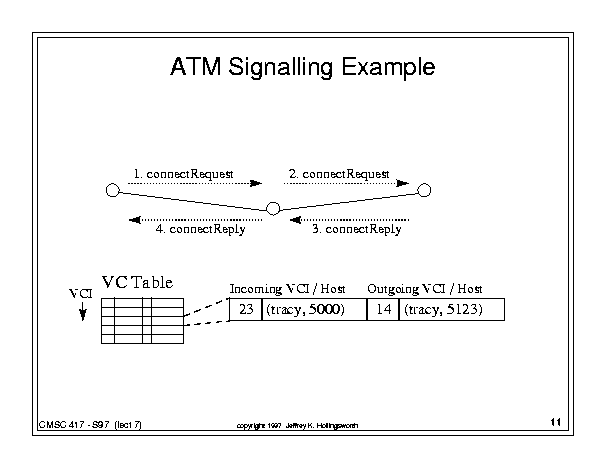 ATM Signalling Example
1. connectRequest
2. connectRequest
4. connectReply
3. connectReply
VC Table
VCI
Incoming VCI / Host
Outgoing VCI / Host
23 (tracy, 5000) 14 (tracy, 5123)
CMSC 417 - S97 (lect 7)
copyright 1997 Jeffrey K. Hollingsworth
11